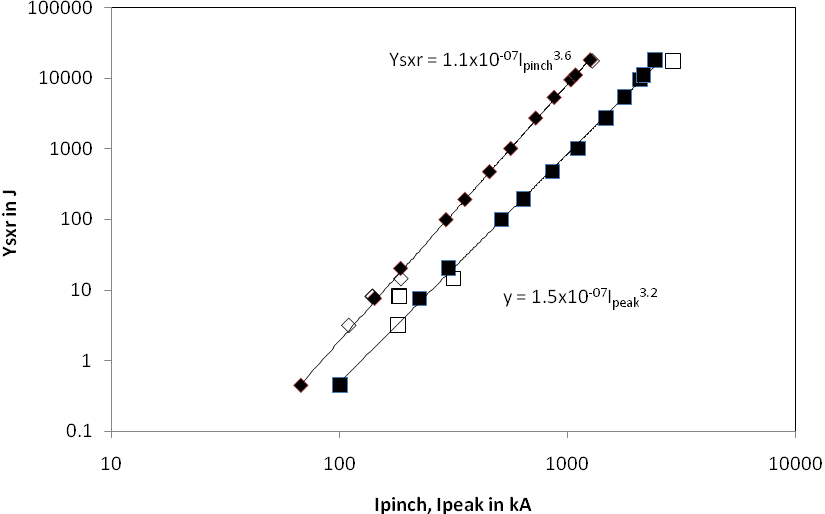 100000
10000
1000
100
10
1
0.1
Ysxr in J
Ysxr = 1.1x10-07Ipinch3.6
y = 1.5x10-07Ipeak3.2
10 100 1000 10000
Ipinch, Ipeak in kA